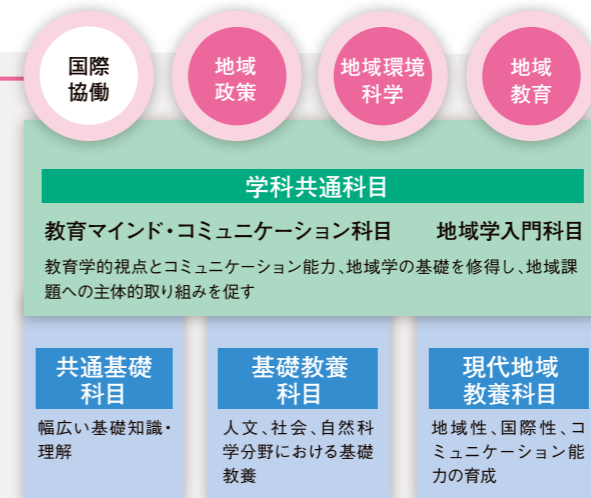 国際
協働
地域
政策
地域環境
科学
地域
教育
学科共通科目
教育マインド・コミュニケーション科目
地域学入門科目
教育学的視点とコミュニケーション能力、地域学の基礎を修得し、地域課
題への主体的取り組みを促す
共通基礎
科目
幅広い基礎知識・
理解
基礎教養
科目
人文、社会、自然科
学分野における基礎
教養
現代地域
教養科目
地域性、国際性、コ
ミュニケーション能
力の育成